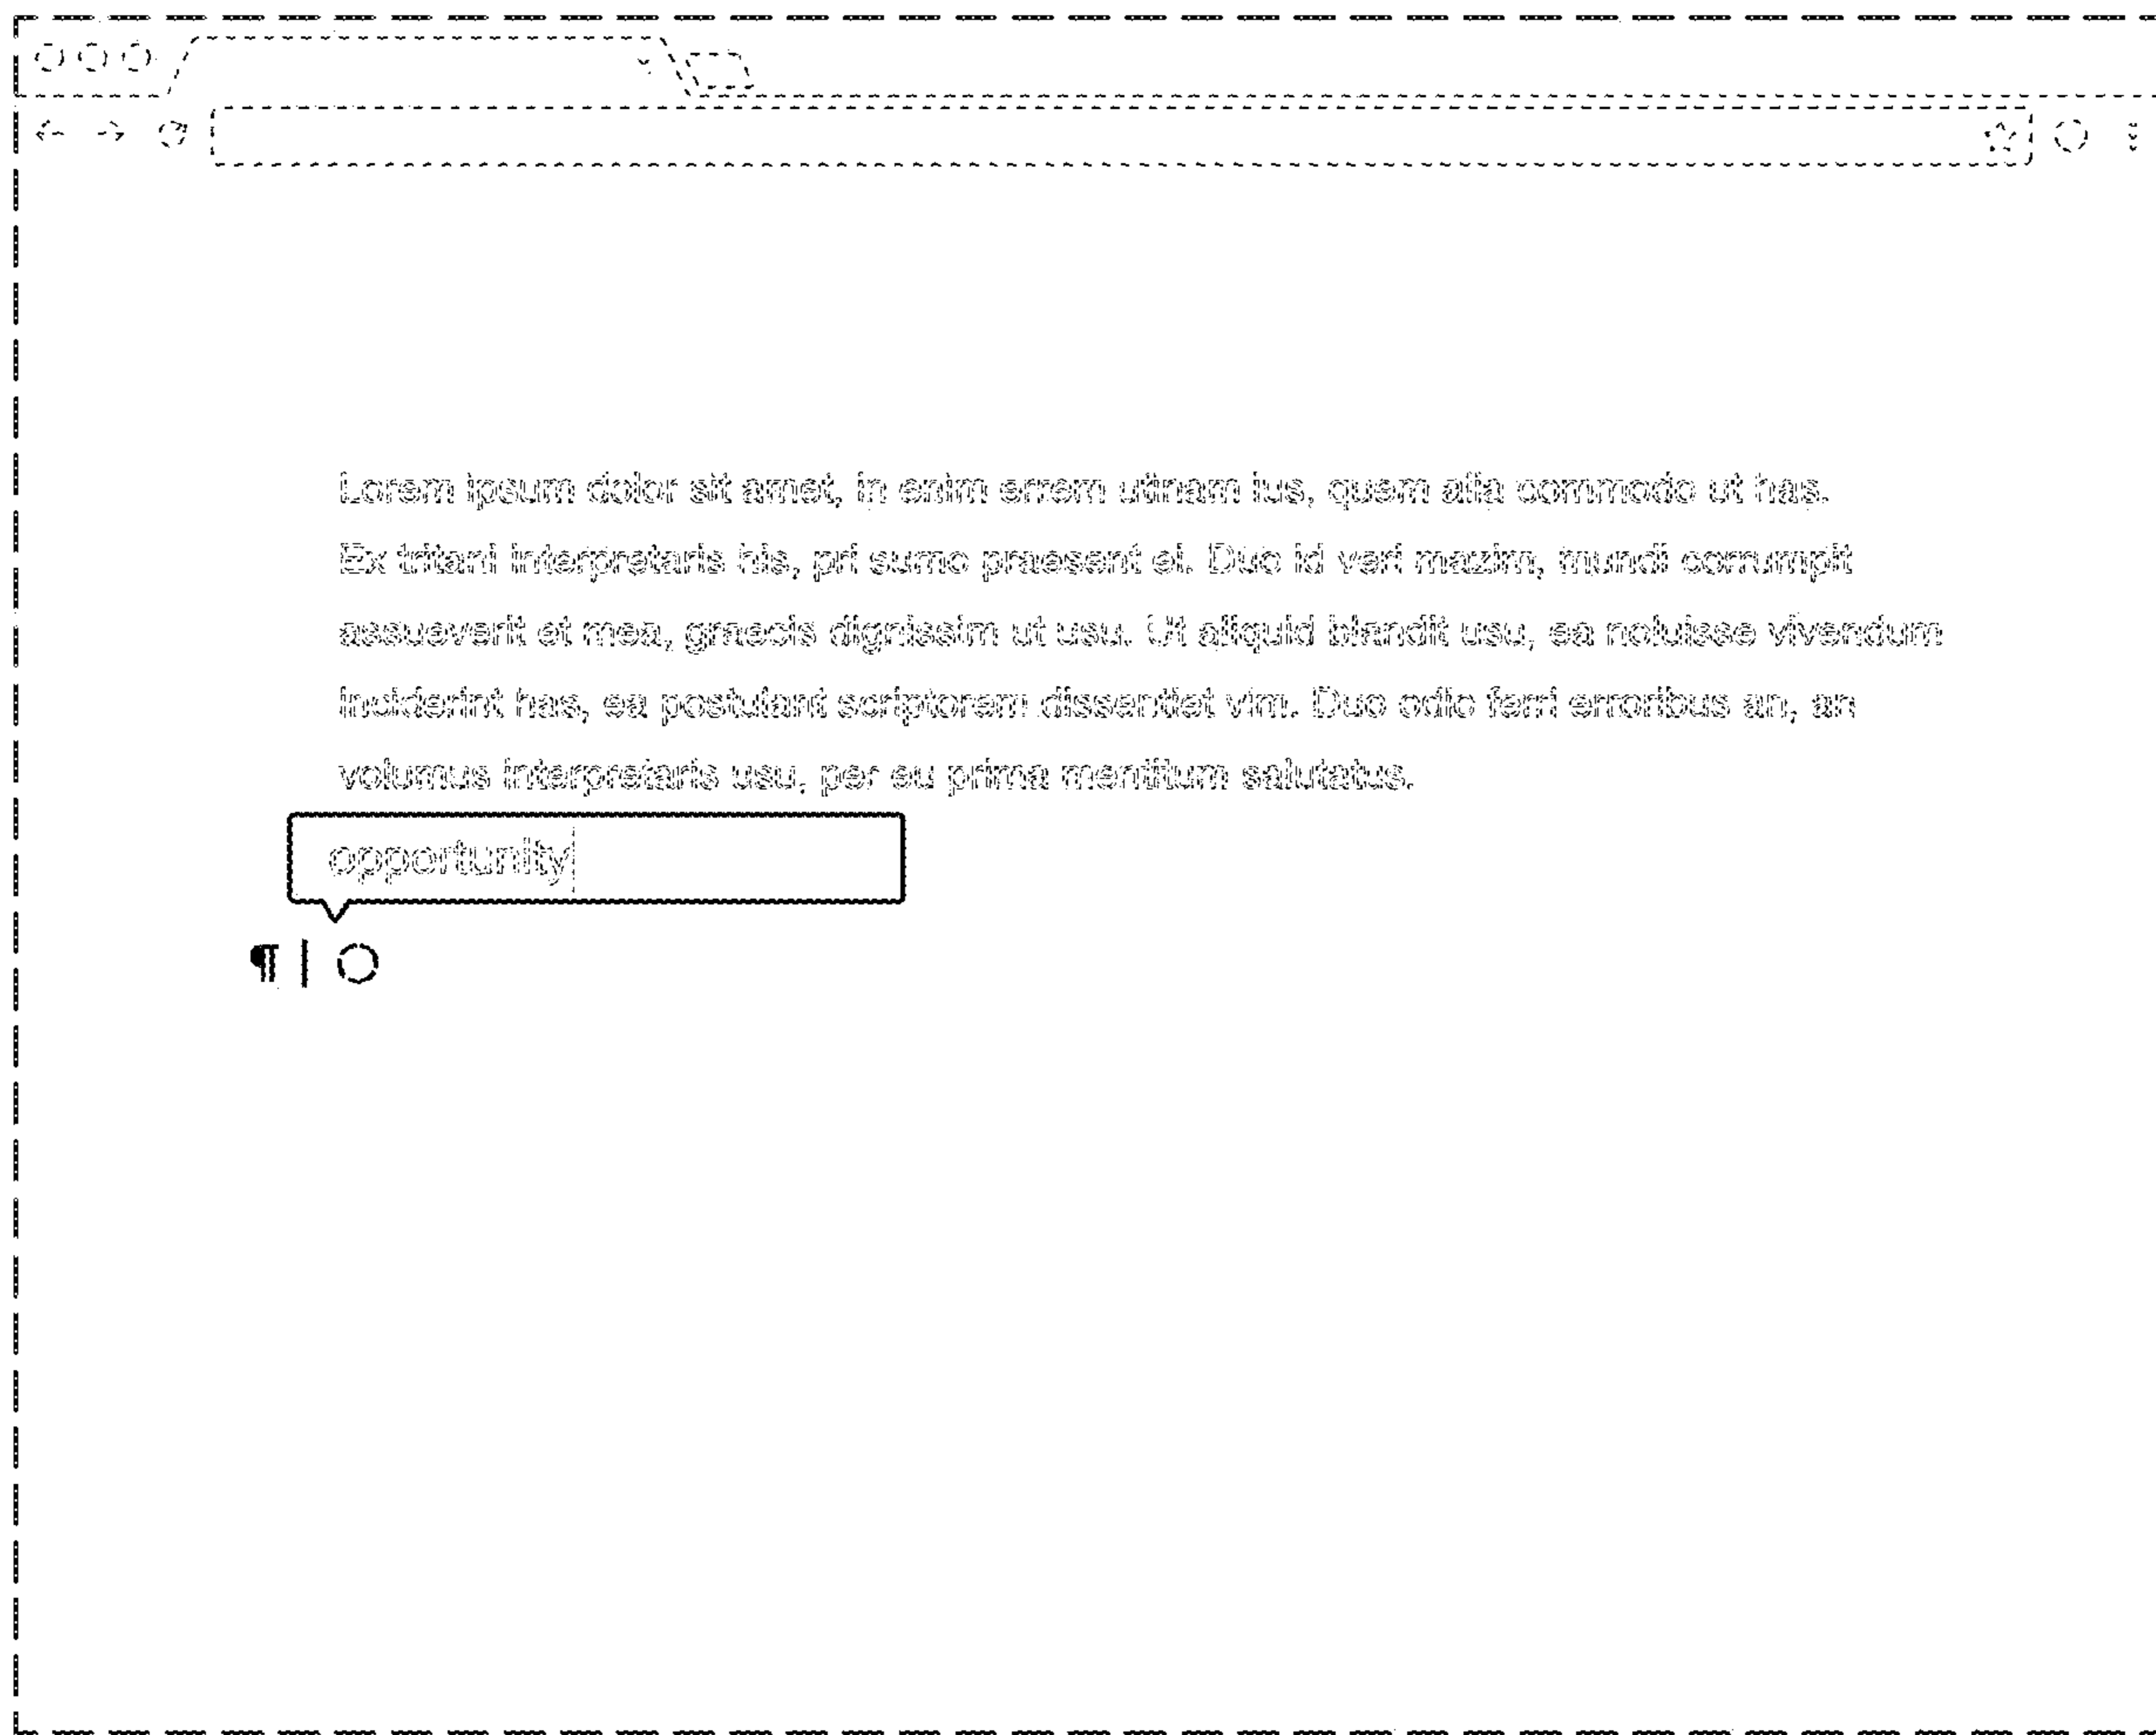 Lorem ipsum dolor sit amet, in enim errem utinam ius, quem alia commodo ut has.
Ex tritani interpretaris his, pri sumo praesent ei. Duo id veri mazim, mundi corrumpit
assueverit et mea, graecis dignissim ut usu. Ut aliquid blandit usu, ea noluisse vivendum
inciderint has, ea postulant scriptorem dissentiet vim. Duo odio ferri erroribus an, an
volumus interpretaris usu, per eu prima mentitum salutatus.
opportunity
¶